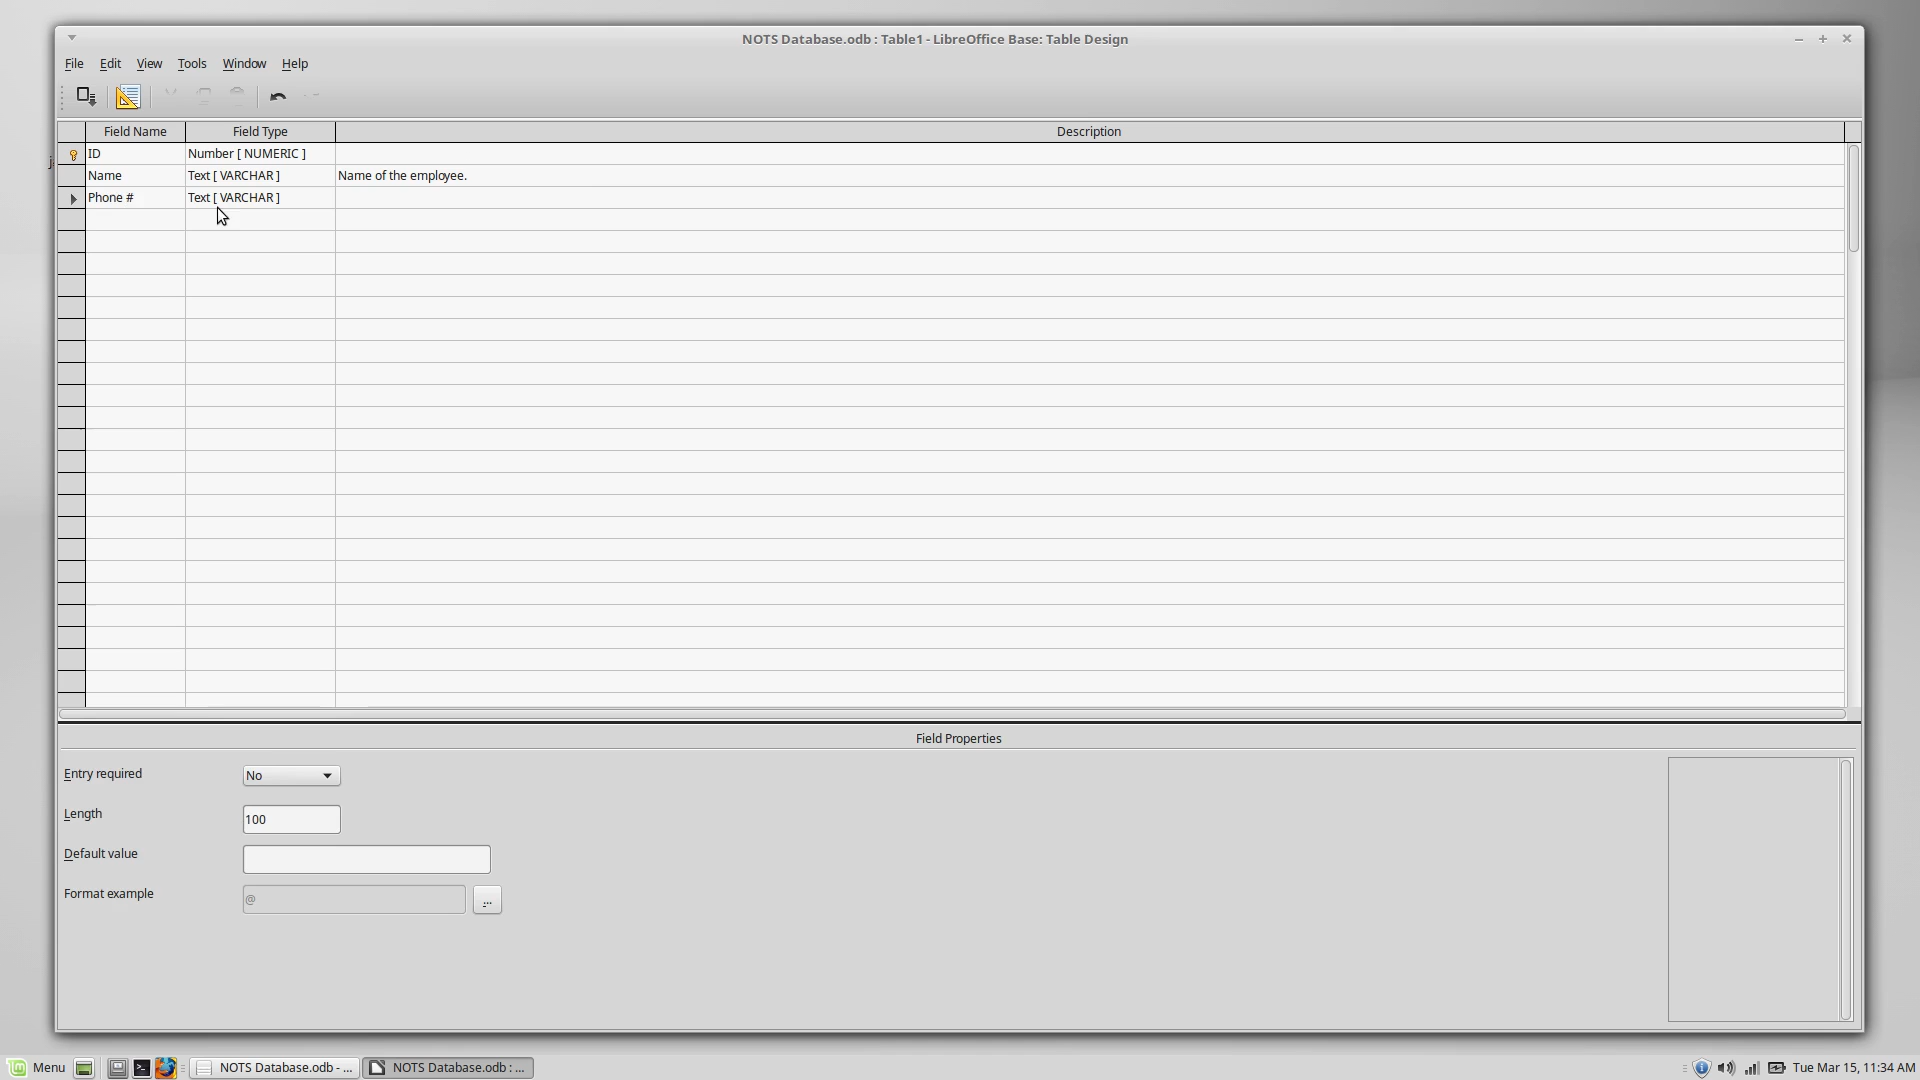 NOTS Database.odb : Table1 - LibreOffice Base: Table Design
File Edit View Tools Window Help
Field Name Field Type Description
ID Number [ NUMERIC ]
Name Text [ VARCHAR ] Name of the employee.
Phone # Text [ VARCHAR ]
Field Properties
Entry required No
Length 100
Default value
Format example @ ...
Menu NOTS Database.odb - ... NOTS Database.odb : ... Tue Mar 15, 11:34 AM